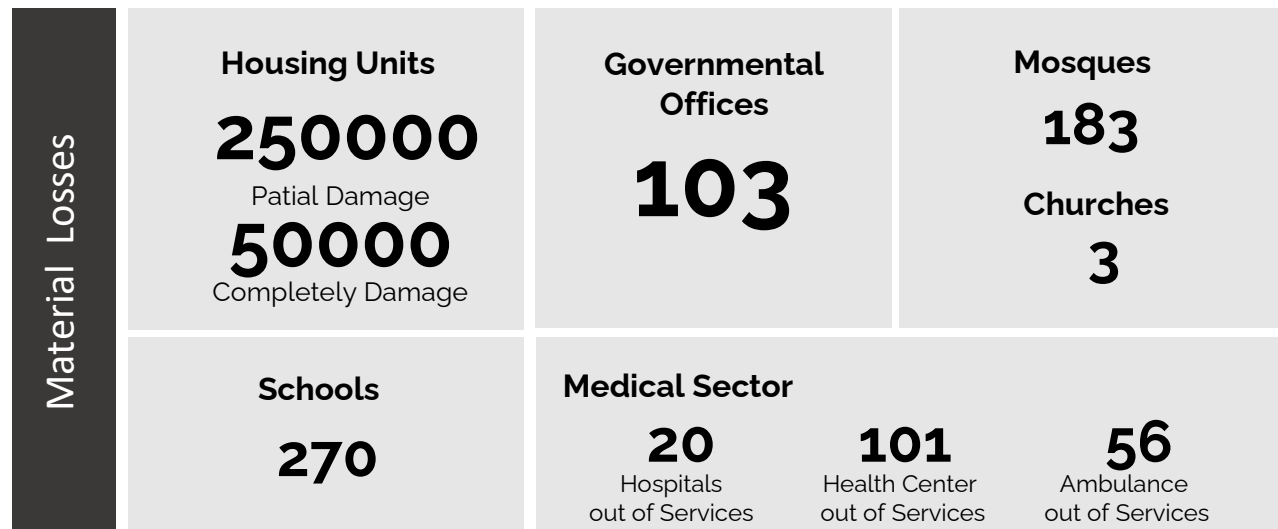 Material Losses
Housing Units
250000
Patial Damage
50000
Completely Damage
Governmental
Offices
103
Mosques
183
Churches
3
Schools
270
Medical Sector
20
Hospitals
out of Services
101
Health Center
out of Services
56
Ambulance
out of Services